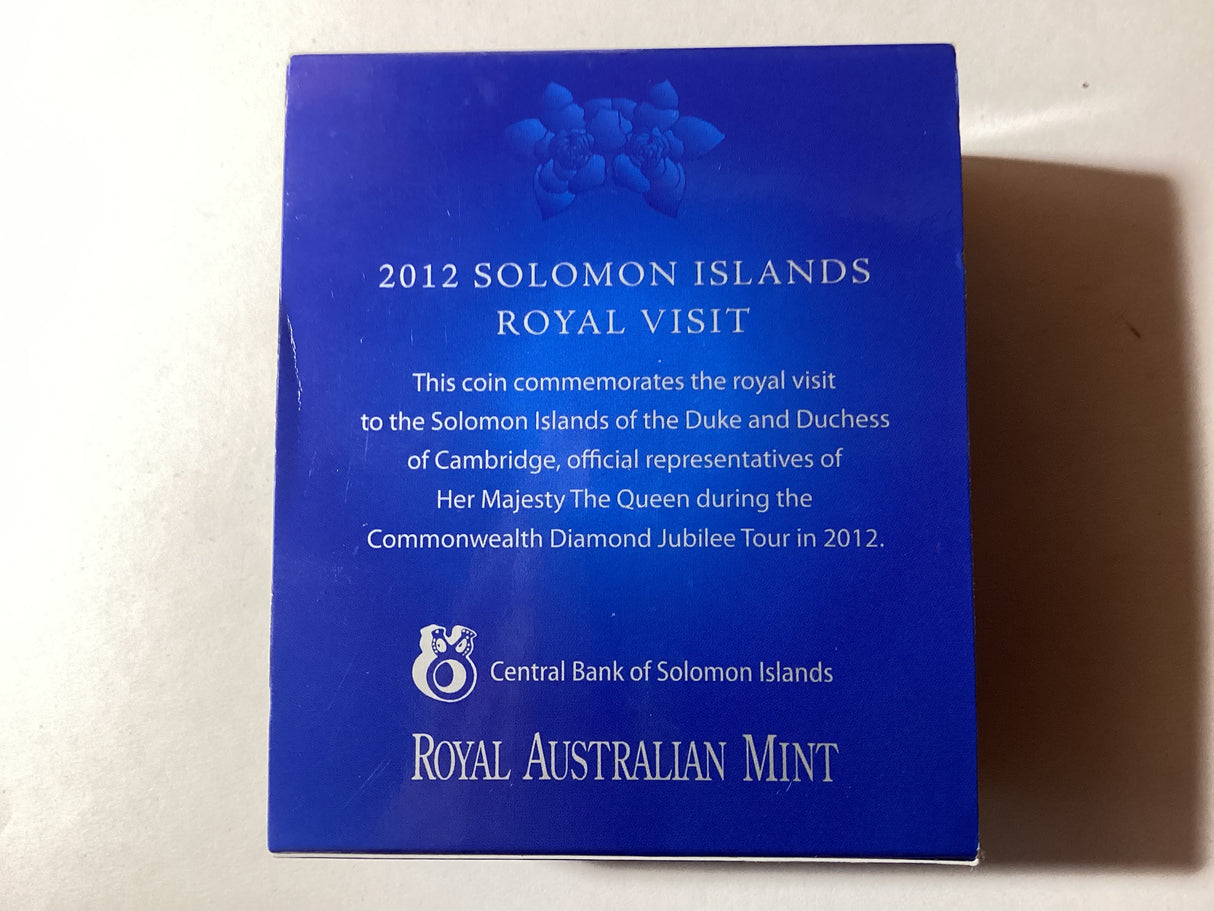 2012 SOLOMON ISLANDS
ROYAL VISIT
This coin commemorates the royal visit
to the Solomon Islands of the Duke and Duchess
of Cambridge, official representatives of
Her Majesty The Queen during the
Commonwealth Diamond Jubilee Tour in 2012.
Central Bank of Solomon Islands
ROYAL AUSTRALIAN MINT